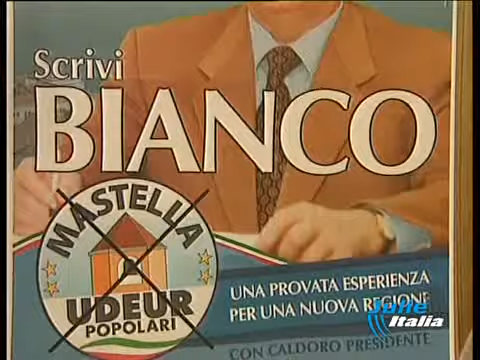 Scrivi
BIANCO
MASTELLA
UDEUR
POPOLARI
UNA PROVATA ESPERIENZA
PER UNA NUOVA REGIONE
CON CALDORO PRESIDENTE
Italia